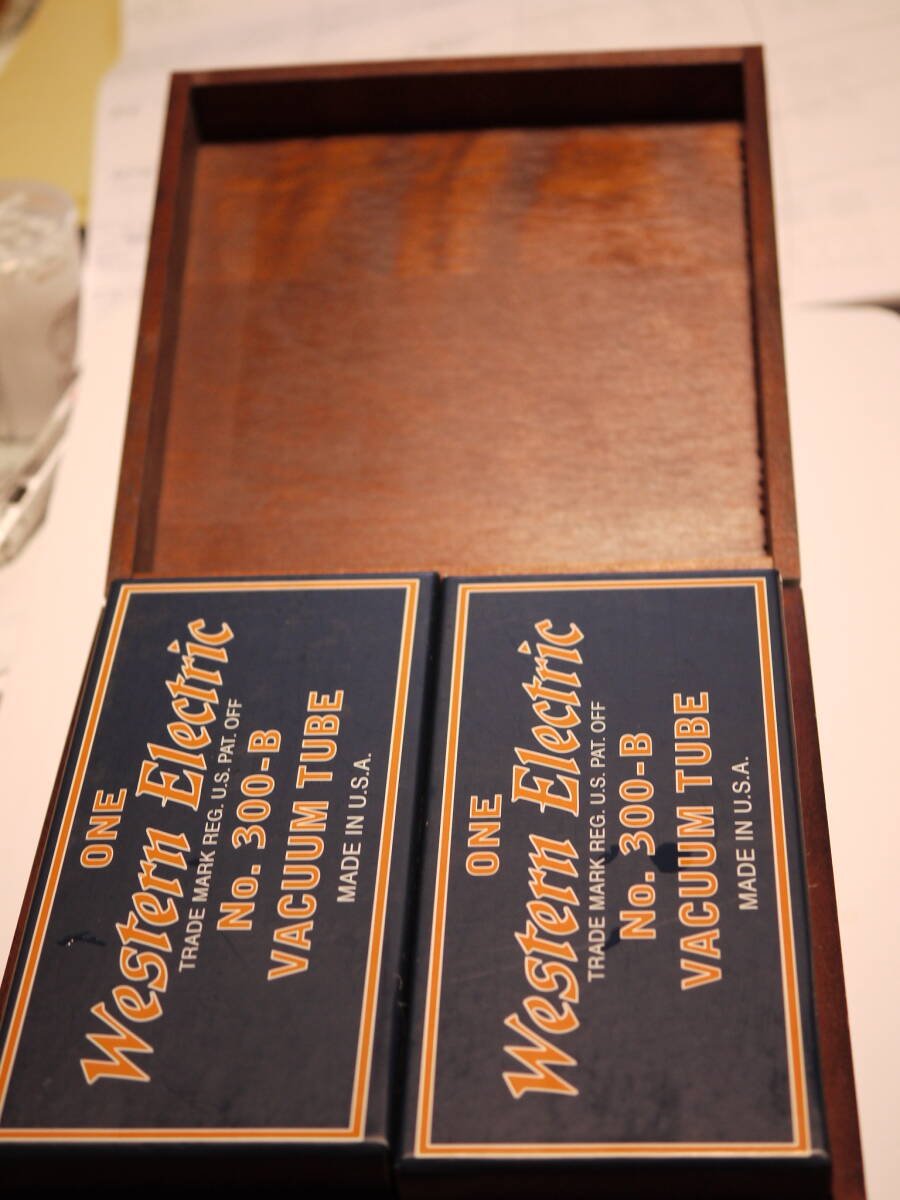 ONE
Western Electric
TRADE MARK REG. U.S. PAT. OFF
No. 300-B
VACUUM TUBE
MADE IN U.S.A.
ONE
Western Electric
TRADE MARK REG. U.S. PAT. OFF
No. 300-B
VACUUM TUBE
MADE IN U.S.A.